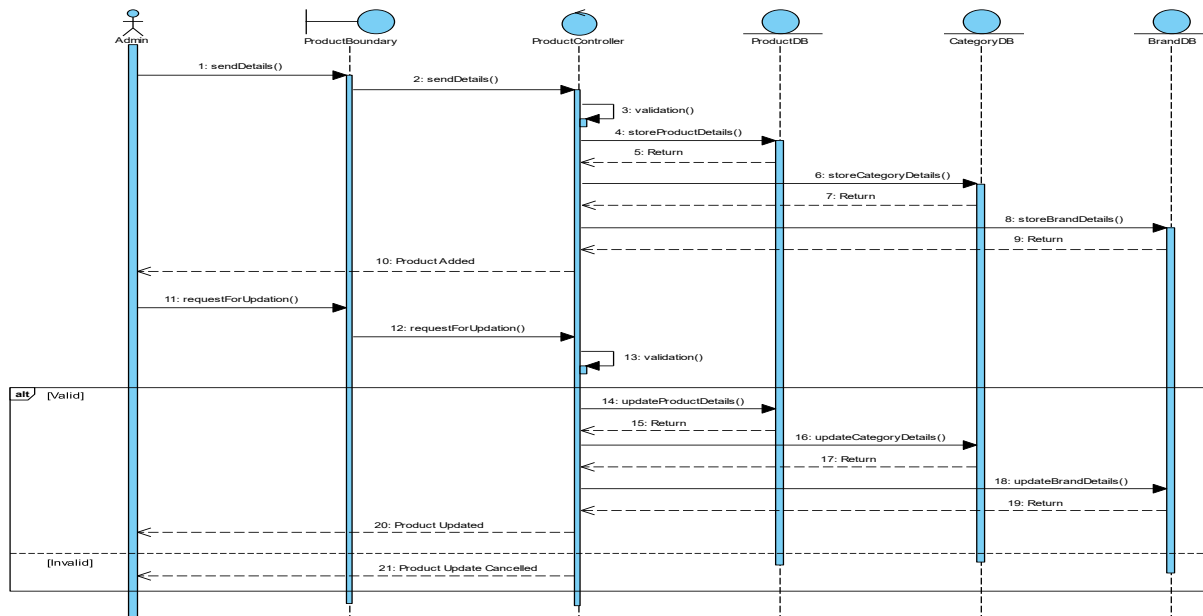 Admin
ProductBoundary
ProductController
ProductDB
CategoryDB
BrandDB
1: sendDetails()
2: sendDetails()
3: validation()
4: storeProductDetails()
5: Return
6: storeCategoryDetails()
7: Return
8: storeBrandDetails()
9: Return
10: Product Added
11: requestForUpdation()
12: requestForUpdation()
13: validation()
alt
[Valid]
14: updateProductDetails()
15: Return
16: updateCategoryDetails()
17: Return
18: updateBrandDetails()
19: Return
20: Product Updated
[Invalid]
21: Product Update Cancelled